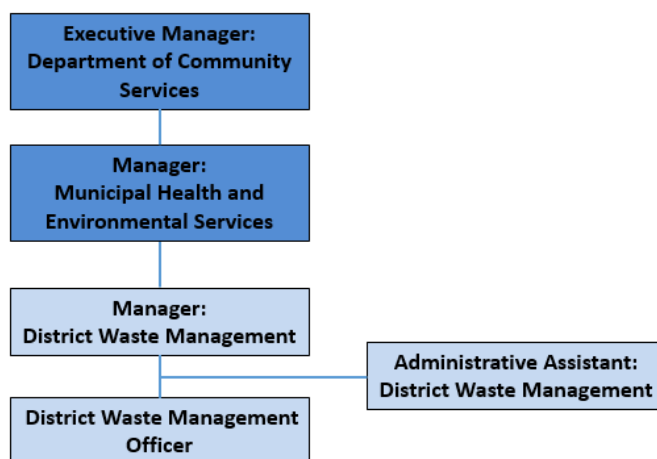 Executive Manager:
Department of Community
Services
Manager:
Municipal Health and
Environmental Services
Manager:
District Waste Management
Administrative Assistant:
District Waste Management
District Waste Management
Officer